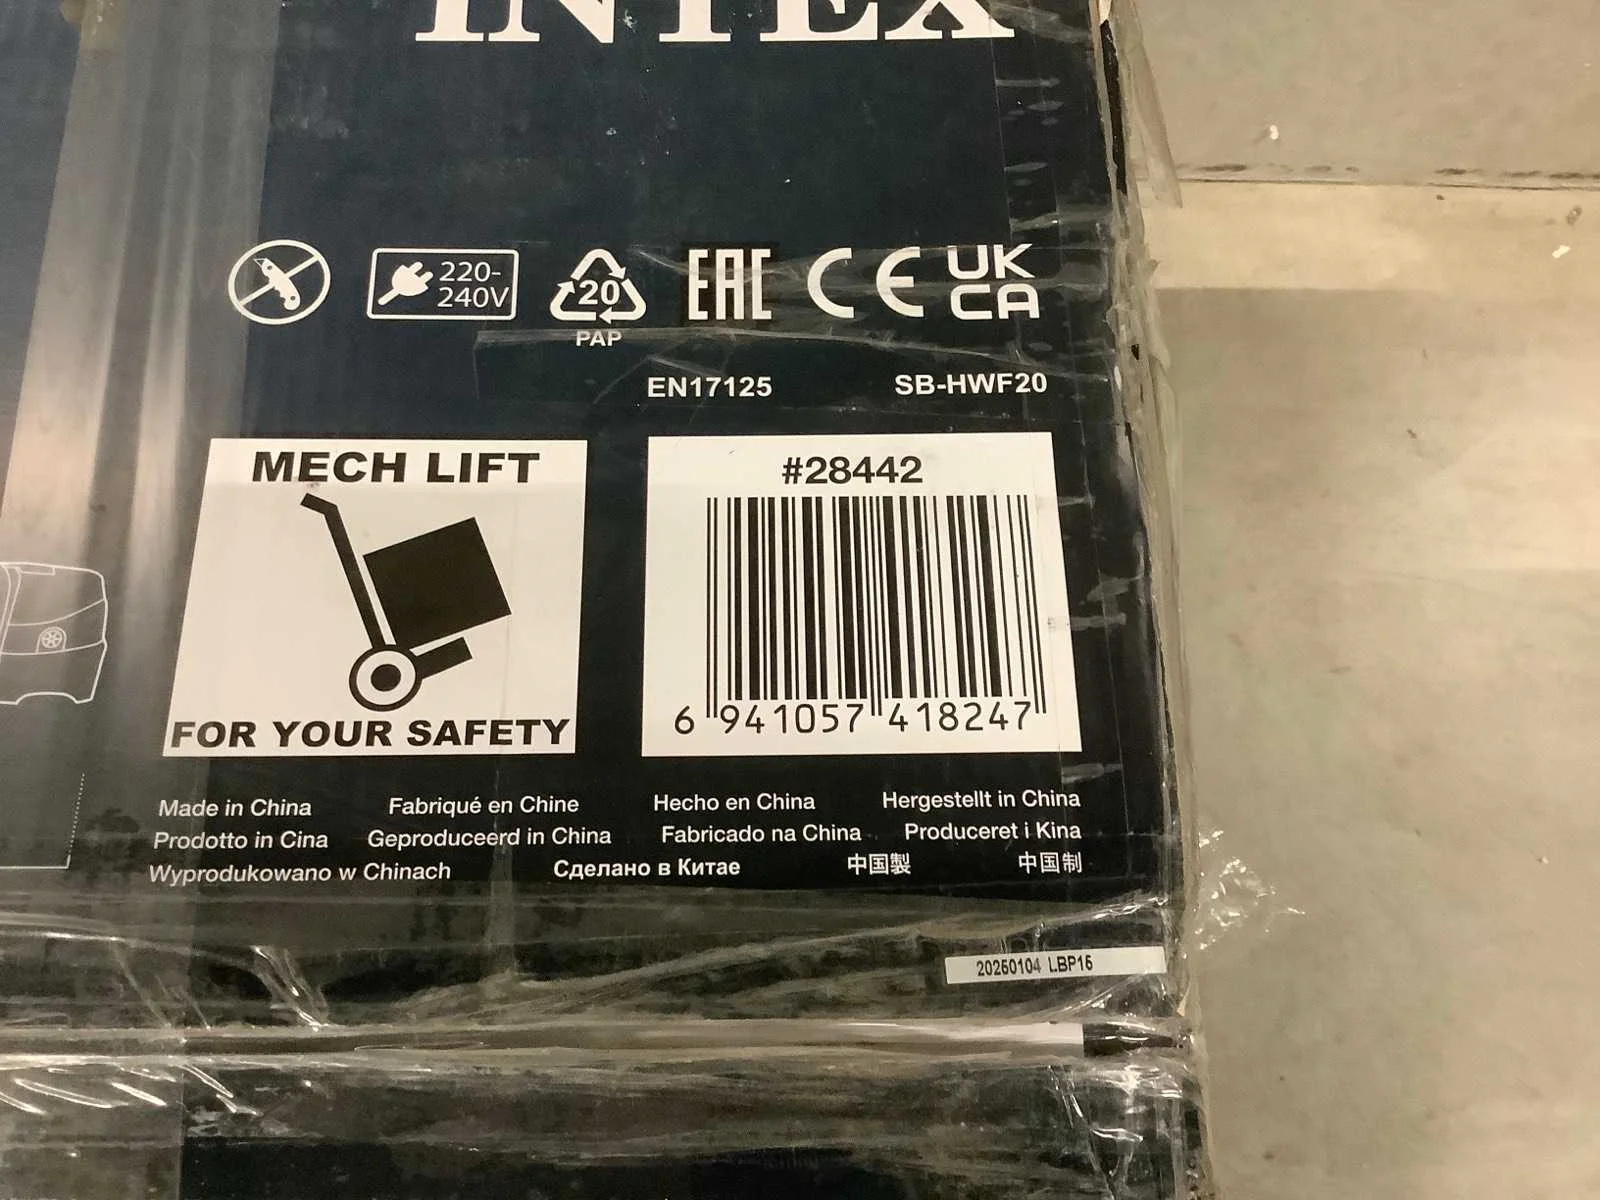 INTEX
220-
240V
20
PAP
EAC
CE
UK
CA
EN17125 SB-HWF20
MECH LIFT
FOR YOUR SAFETY
#28442
6 941057 418247
Made in China Fabriqué en Chine Hecho en China Hergestellt in China
Prodotto in Cina Geproduceerd in China Fabricado na China Produceret i Kina
Wyprodukowano w Chinach Сделано в Китае 中国製 中国制
20250104 LBP15